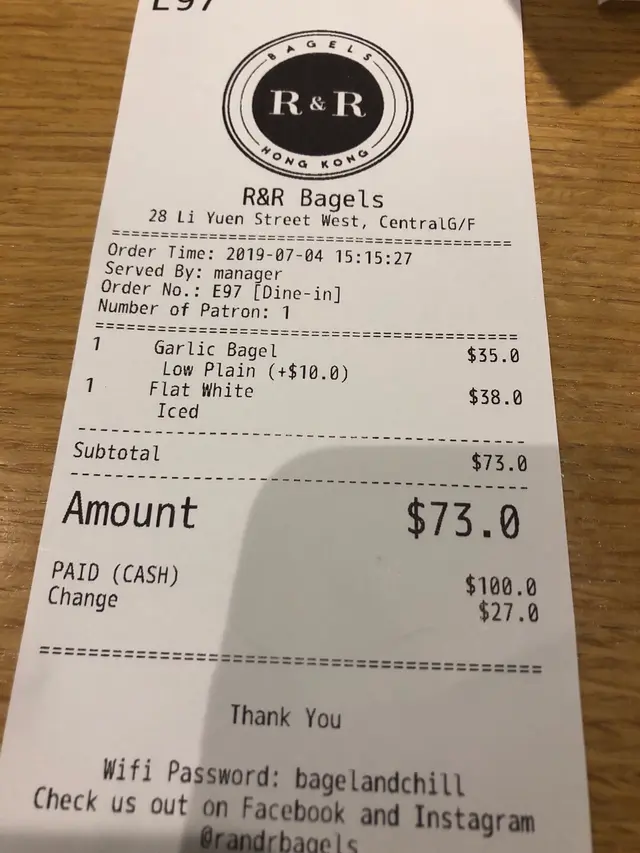 E97
BAGELS
R & R
HONG KONG
R&R Bagels
28 Li Yuen Street West, CentralG/F
Order Time: 2019-07-04 15:15:27
Served By: manager
Order No.: E97 [Dine-in]
Number of Patron: 1
1 Garlic Bagel $35.0
Low Plain (+$10.0)
1 Flat White $38.0
Iced
Subtotal $73.0
Amount $73.0
PAID (CASH) $100.0
Change $27.0
Thank You
Wifi Password: bagelandchill
Check us out on Facebook and Instagram
@randrbagels